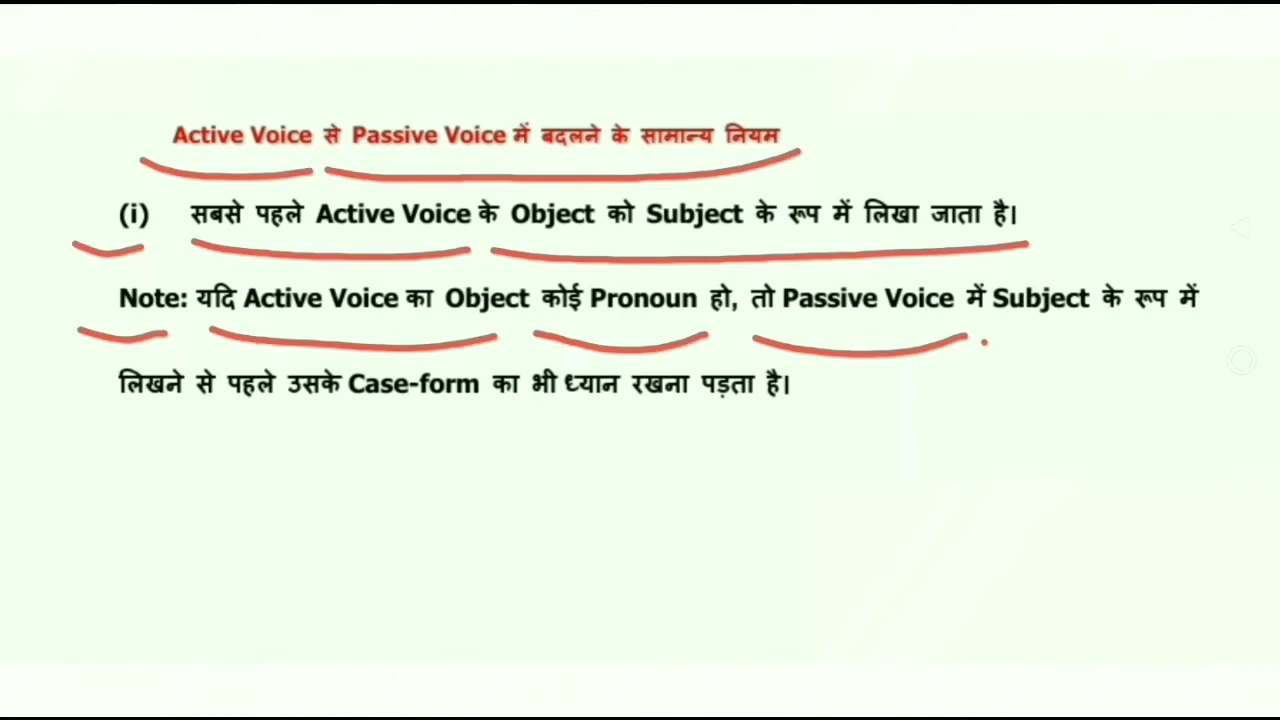 Active Voice से Passive Voice में बदलने के सामान्य नियम
(i) सबसे पहले Active Voice के Object को Subject के रूप में लिखा जाता है।
Note: यदि Active Voice का Object कोई Pronoun हो, तो Passive Voice में Subject के रूप में
लिखने से पहले उसके Case-form का भी ध्यान रखना पड़ता है।